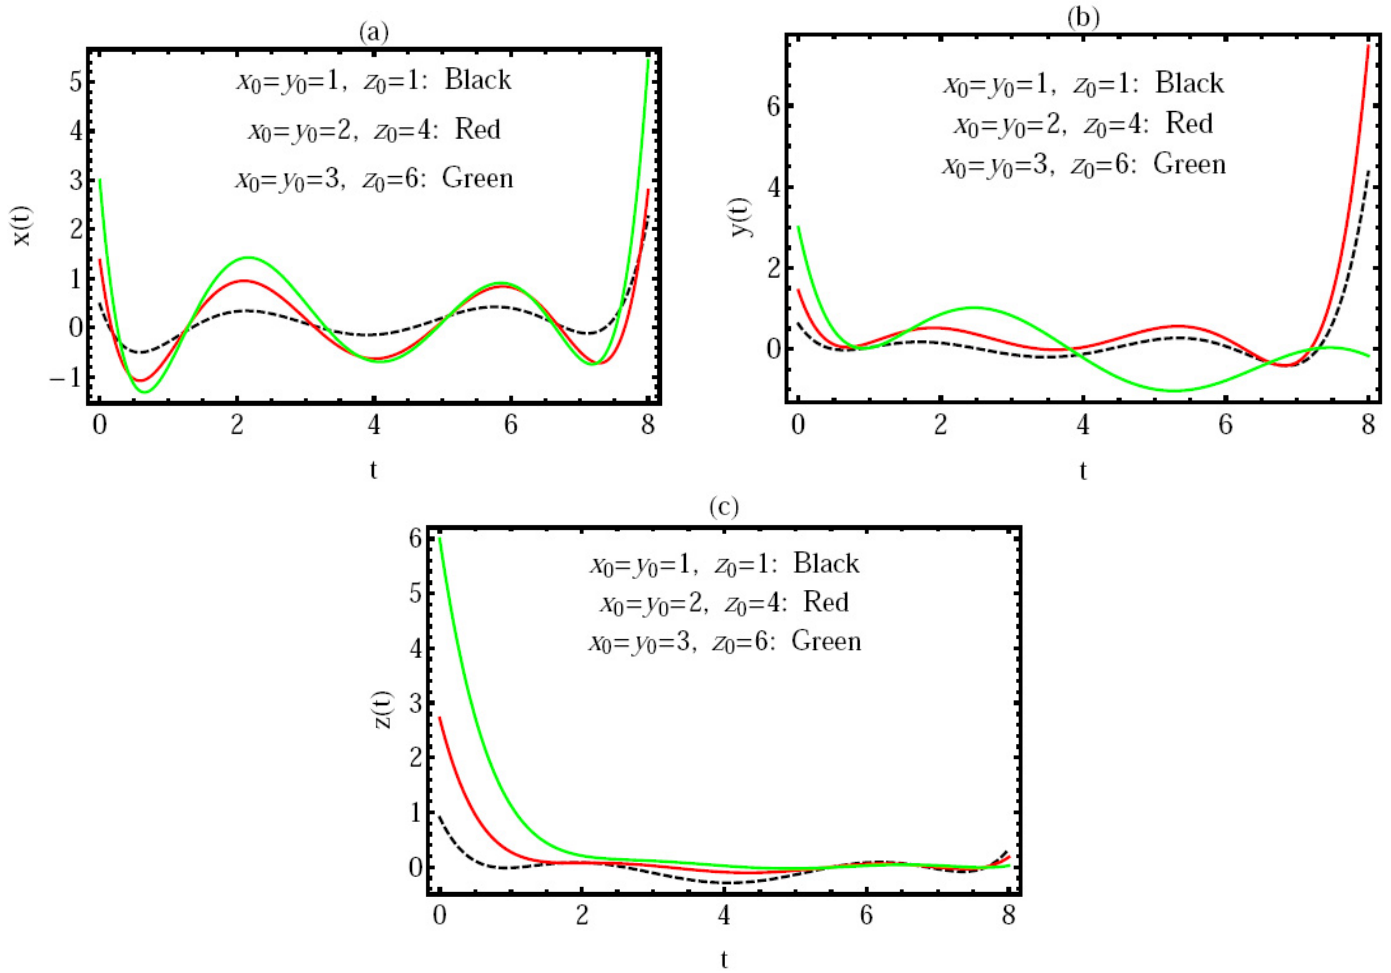 (a)
x₀=y₀=1, z₀=1: Black
x₀=y₀=2, z₀=4: Red
x₀=y₀=3, z₀=6: Green
5
4
3
2
1
0
−1
x(t)
0 2 4 6 8
t
(b)
x₀=y₀=1, z₀=1: Black
x₀=y₀=2, z₀=4: Red
x₀=y₀=3, z₀=6: Green
6
4
2
0
y(t)
0 2 4 6 8
t
(c)
x₀=y₀=1, z₀=1: Black
x₀=y₀=2, z₀=4: Red
x₀=y₀=3, z₀=6: Green
6
5
4
3
2
1
0
z(t)
0 2 4 6 8
t